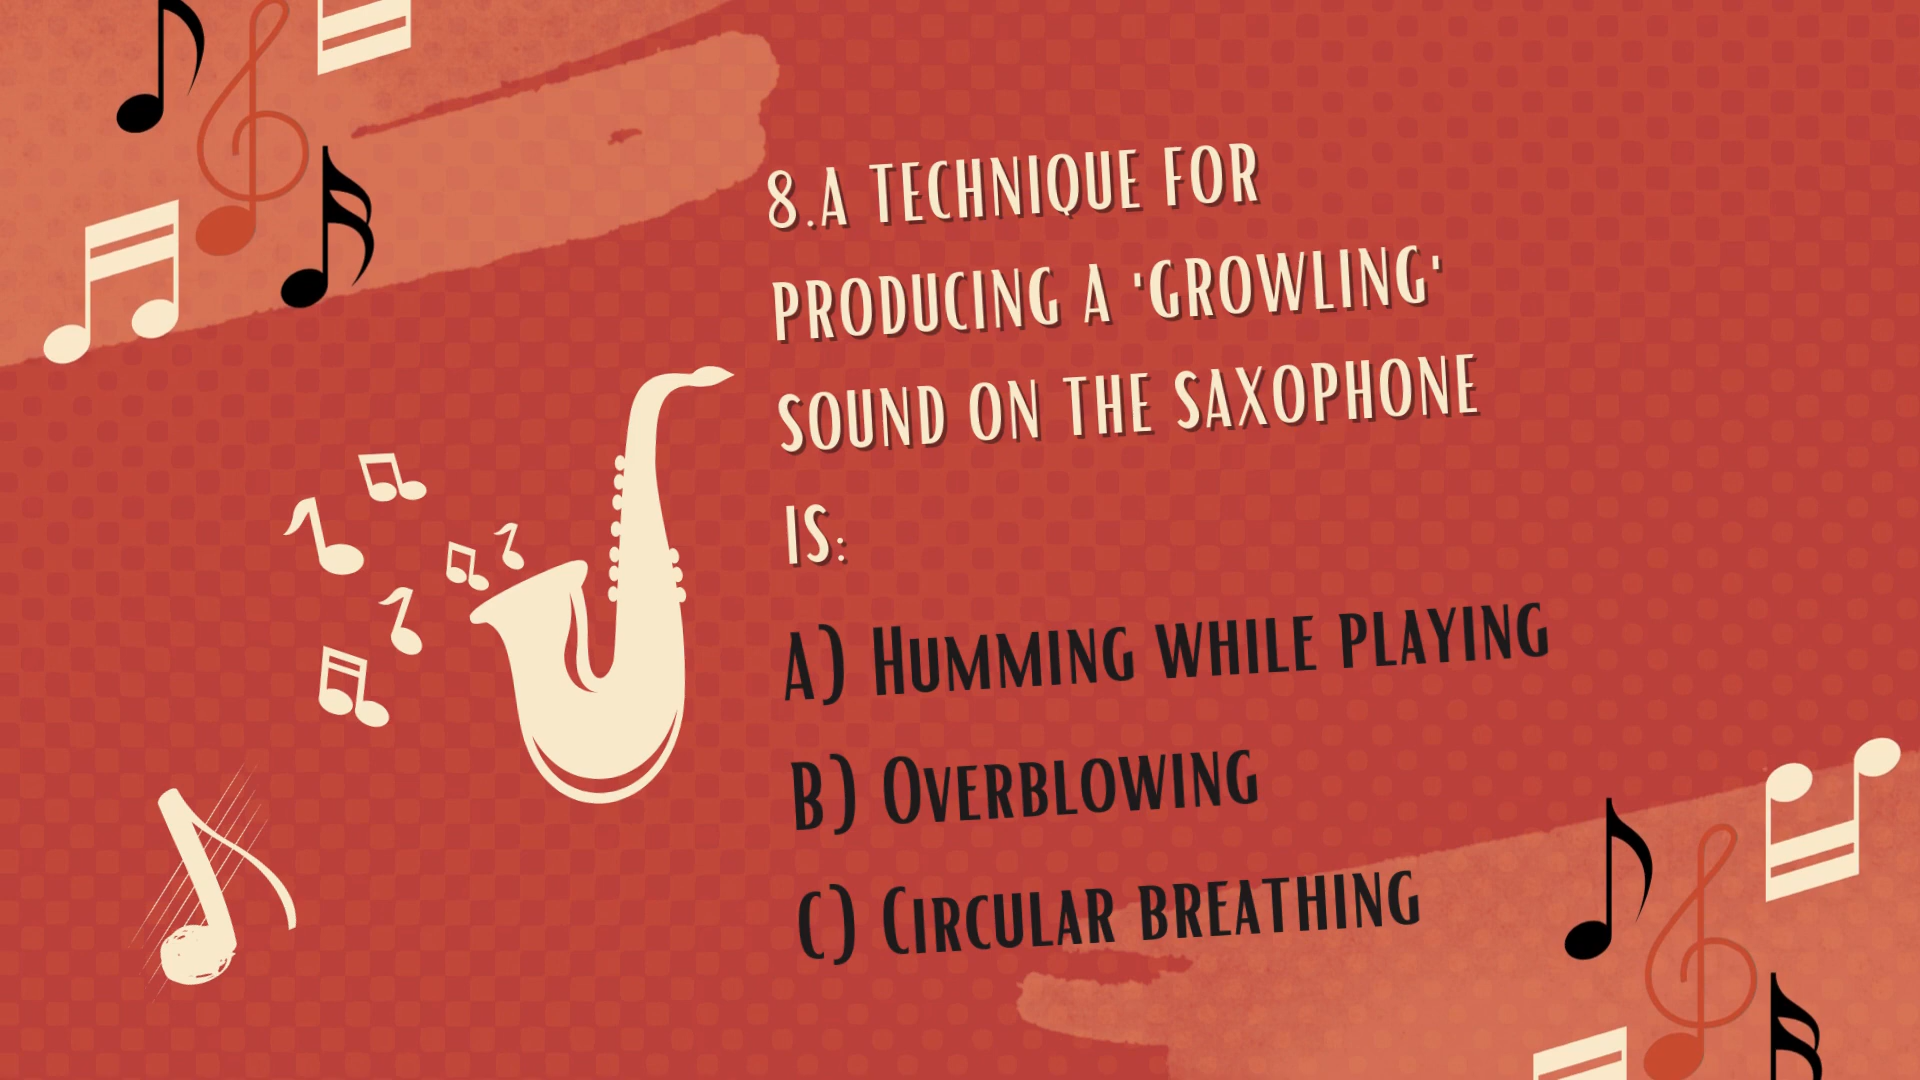 8.A TECHNIQUE FOR
PRODUCING A 'GROWLING'
SOUND ON THE SAXOPHONE
IS:
A) HUMMING WHILE PLAYING
B) OVERBLOWING
C) CIRCULAR BREATHING